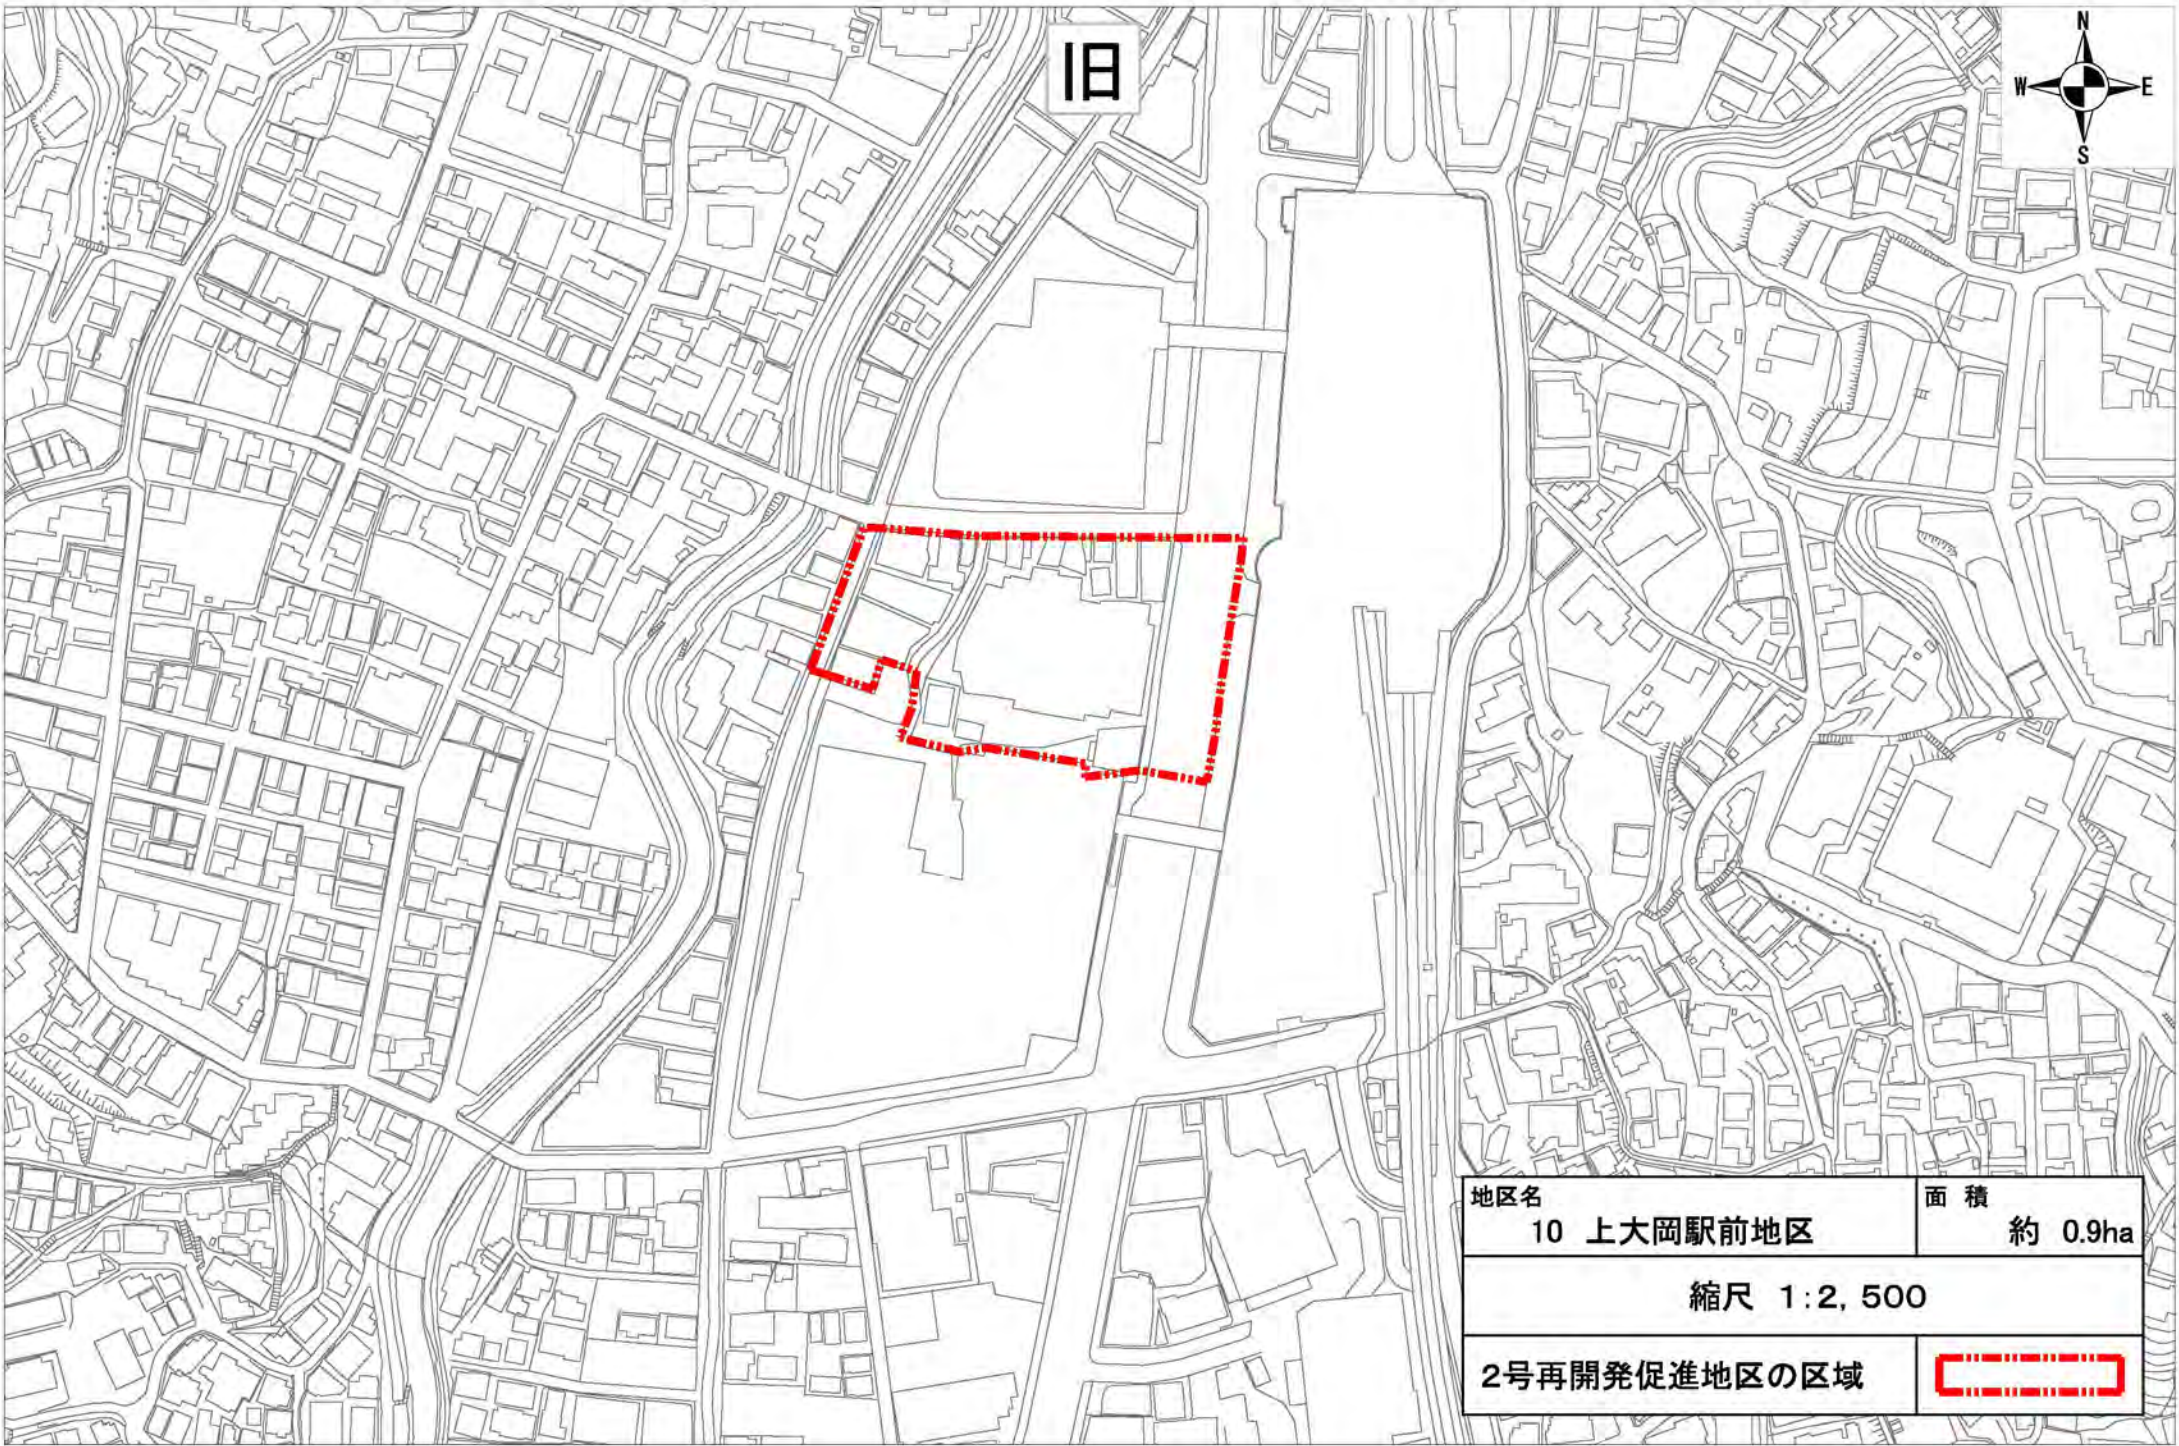 旧
N
W E
S
地区名
10 上大岡駅前地区
面 積
約 0.9ha
縮尺 1:2,500
2号再開発促進地区の区域